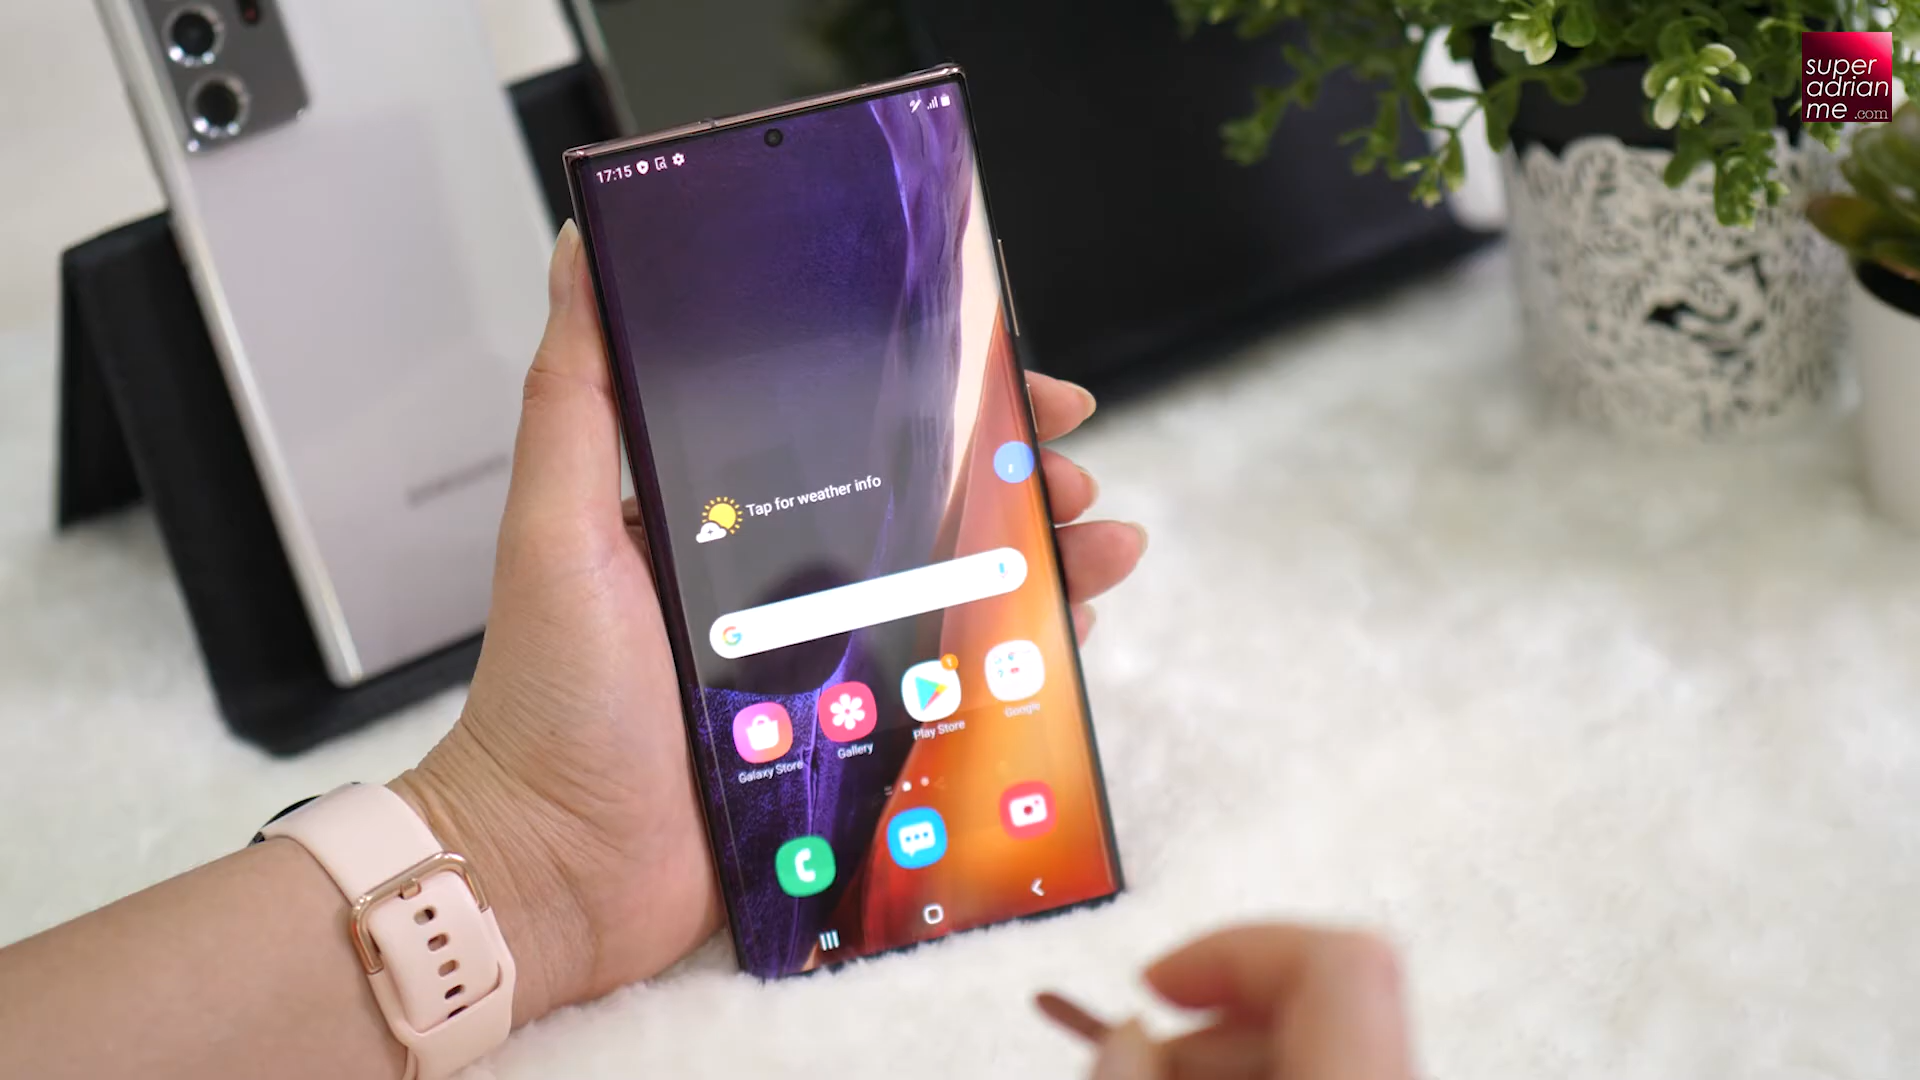 super
adrian
me .com
17:15
Tap for weather info
G
Galaxy Store
Gallery
Play Store
Google